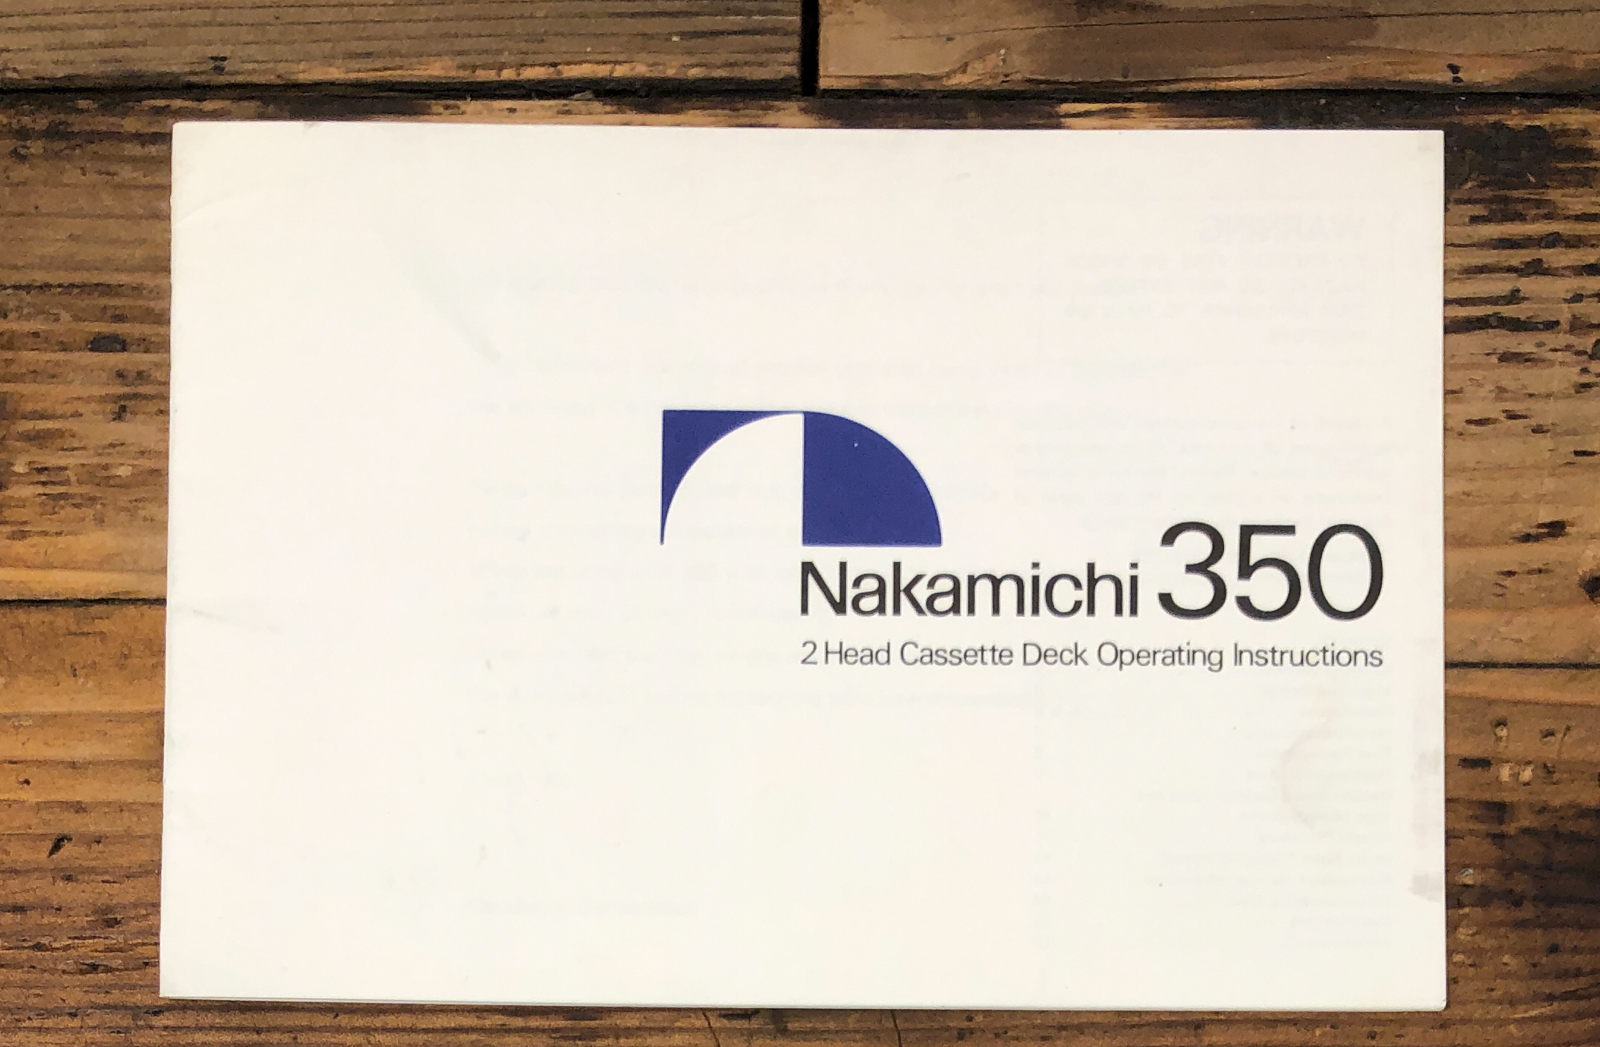 Nakamichi 350
2 Head Cassette Deck Operating Instructions